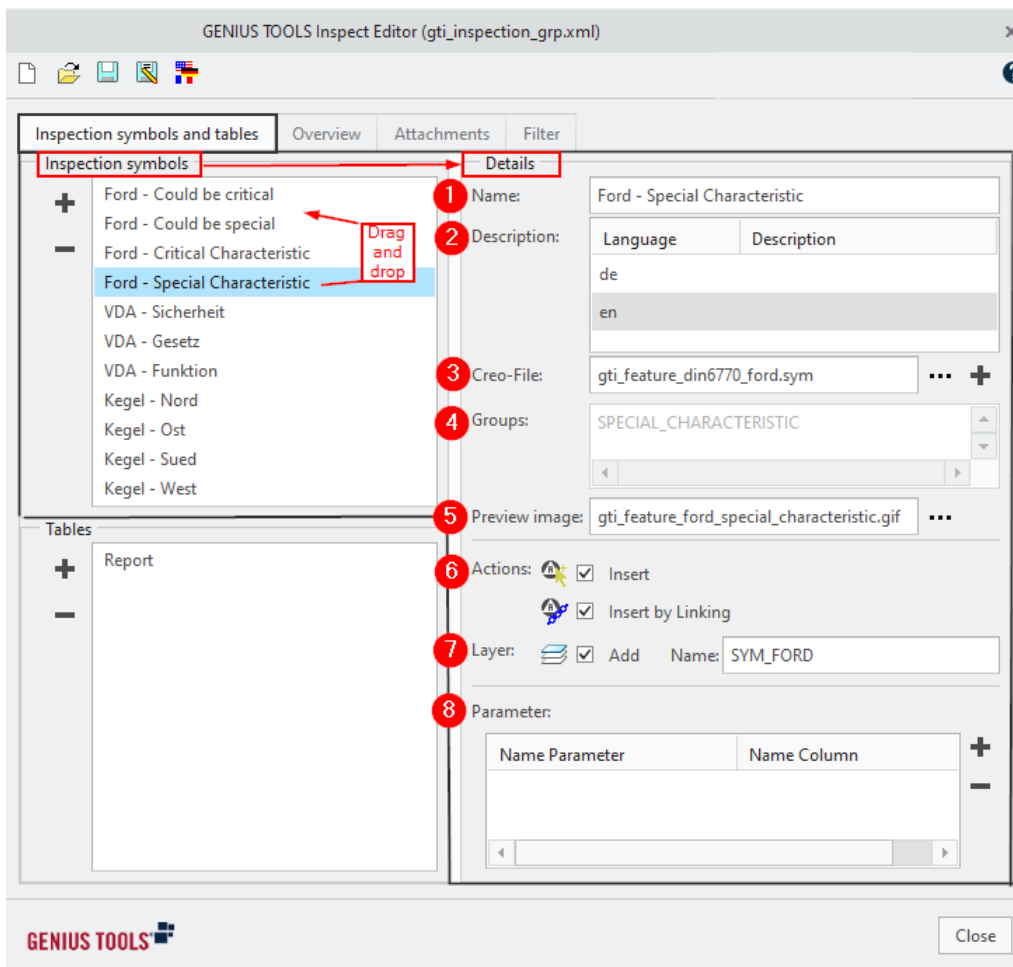 GENIUS TOOLS Inspect Editor (gti_inspection_grp.xml)
Inspection symbols and tables
Overview
Attachments
Filter
Inspection symbols
Ford - Could be critical
Ford - Could be special
Ford - Critical Characteristic
Ford - Special Characteristic
VDA - Sicherheit
VDA - Gesetz
VDA - Funktion
Kegel - Nord
Kegel - Ost
Kegel - Sued
Kegel - West
Drag
and
drop
Tables
Report
Details
1 Name: Ford - Special Characteristic
2 Description: Language Description
de
en
3 Creo-File: gti_feature_din6770_ford.sym
4 Groups: SPECIAL_CHARACTERISTIC
5 Preview image: gti_feature_ford_special_characteristic.gif
6 Actions: Insert
Insert by Linking
7 Layer: Add Name: SYM_FORD
8 Parameter:
Name Parameter Name Column
GENIUS TOOLS
Close